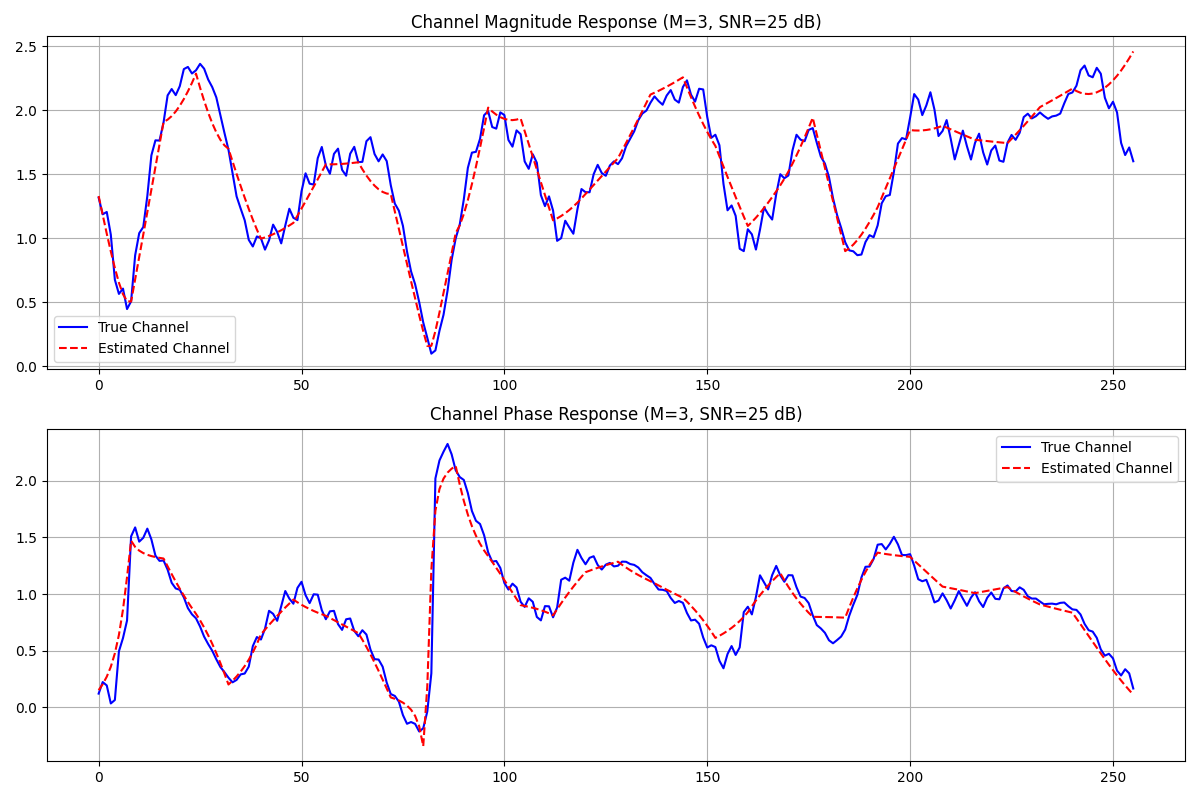 Channel Magnitude Response (M=3, SNR=25 dB)
2.5
2.0
1.5
1.0
0.5
0.0
True Channel
Estimated Channel
0 50 100 150 200 250
Channel Phase Response (M=3, SNR=25 dB)
True Channel
Estimated Channel
2.0
1.5
1.0
0.5
0.0
0 50 100 150 200 250